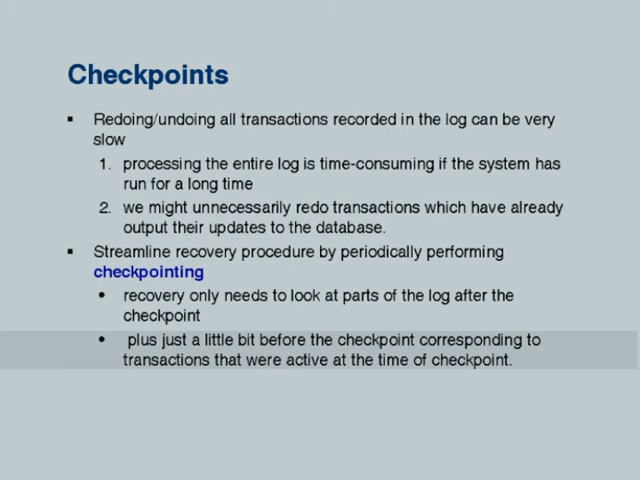 Checkpoints
▪ Redoing/undoing all transactions recorded in the log can be very
slow
1. processing the entire log is time-consuming if the system has
run for a long time
2. we might unnecessarily redo transactions which have already
output their updates to the database.
▪ Streamline recovery procedure by periodically performing
checkpointing
• recovery only needs to look at parts of the log after the
checkpoint
• plus just a little bit before the checkpoint corresponding to
transactions that were active at the time of checkpoint.